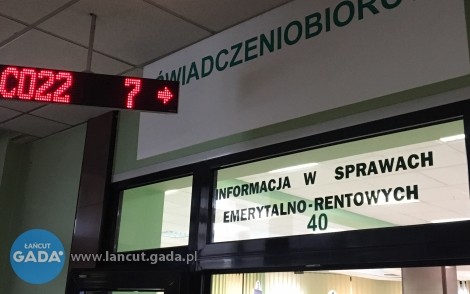 ŚWIADCZENIOBIORC
C022 7 →
INFORMACJA W SPRAWACH
EMERYTALNO-RENTOWYCH
40
ŁAŃCUT
GADA
www.lancut.gada.pl